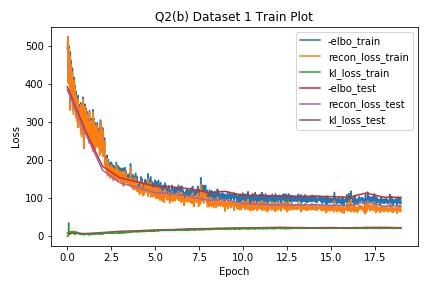 Q2(b) Dataset 1 Train Plot
500
400
300
200
100
0
Loss
-elbo_train
recon_loss_train
kl_loss_train
-elbo_test
recon_loss_test
kl_loss_test
0.0 2.5 5.0 7.5 10.0 12.5 15.0 17.5
Epoch